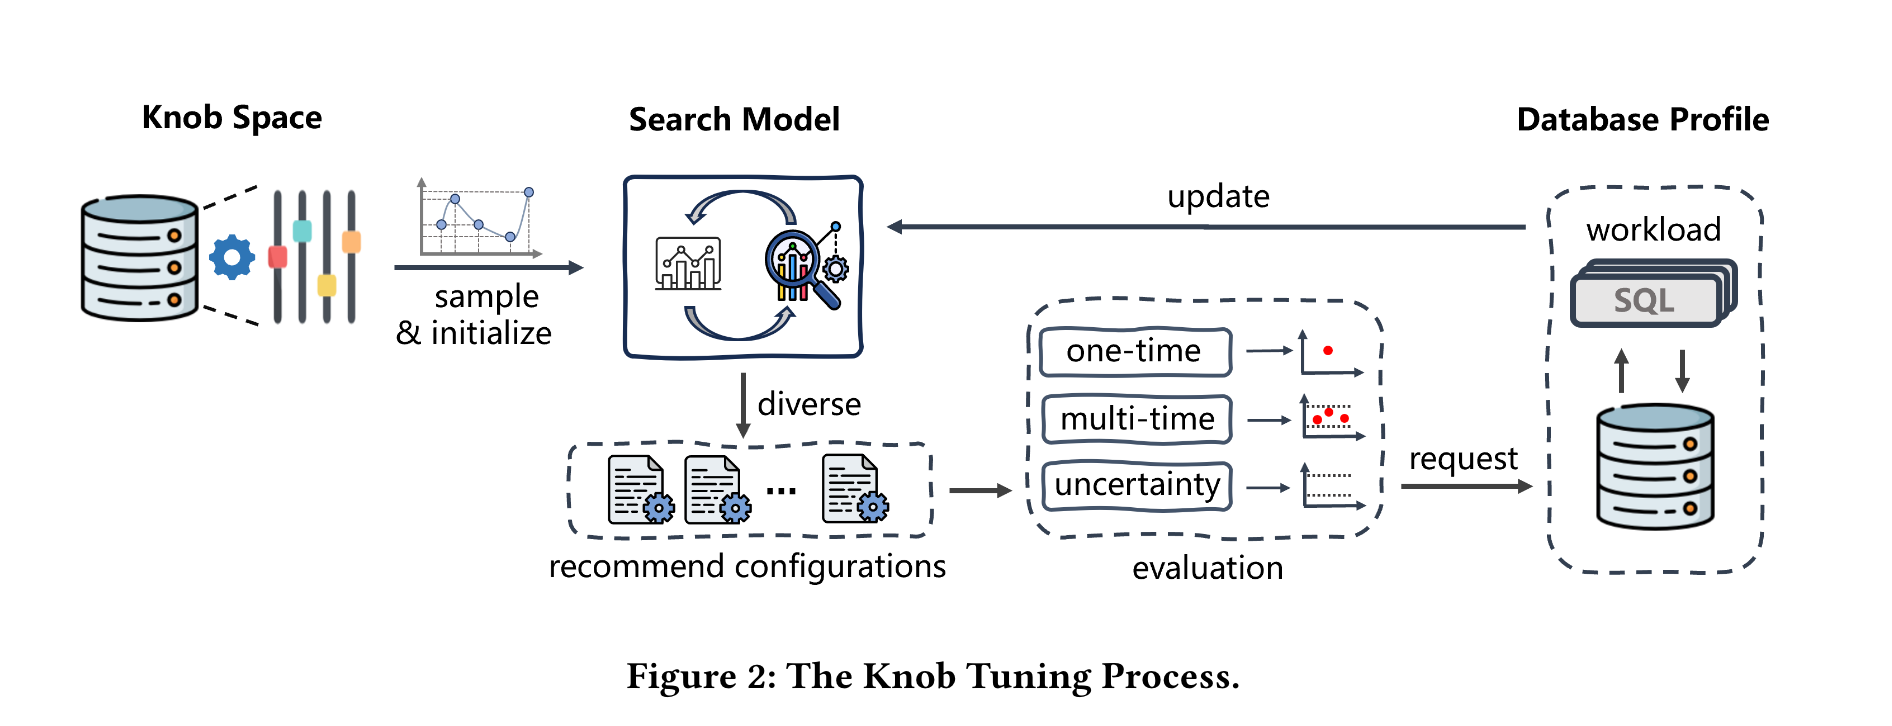 Knob Space
Search Model
Database Profile
sample
& initialize
update
workload
SQL
diverse
one-time
multi-time
uncertainty
request
recommend configurations
evaluation
...
Figure 2: The Knob Tuning Process.